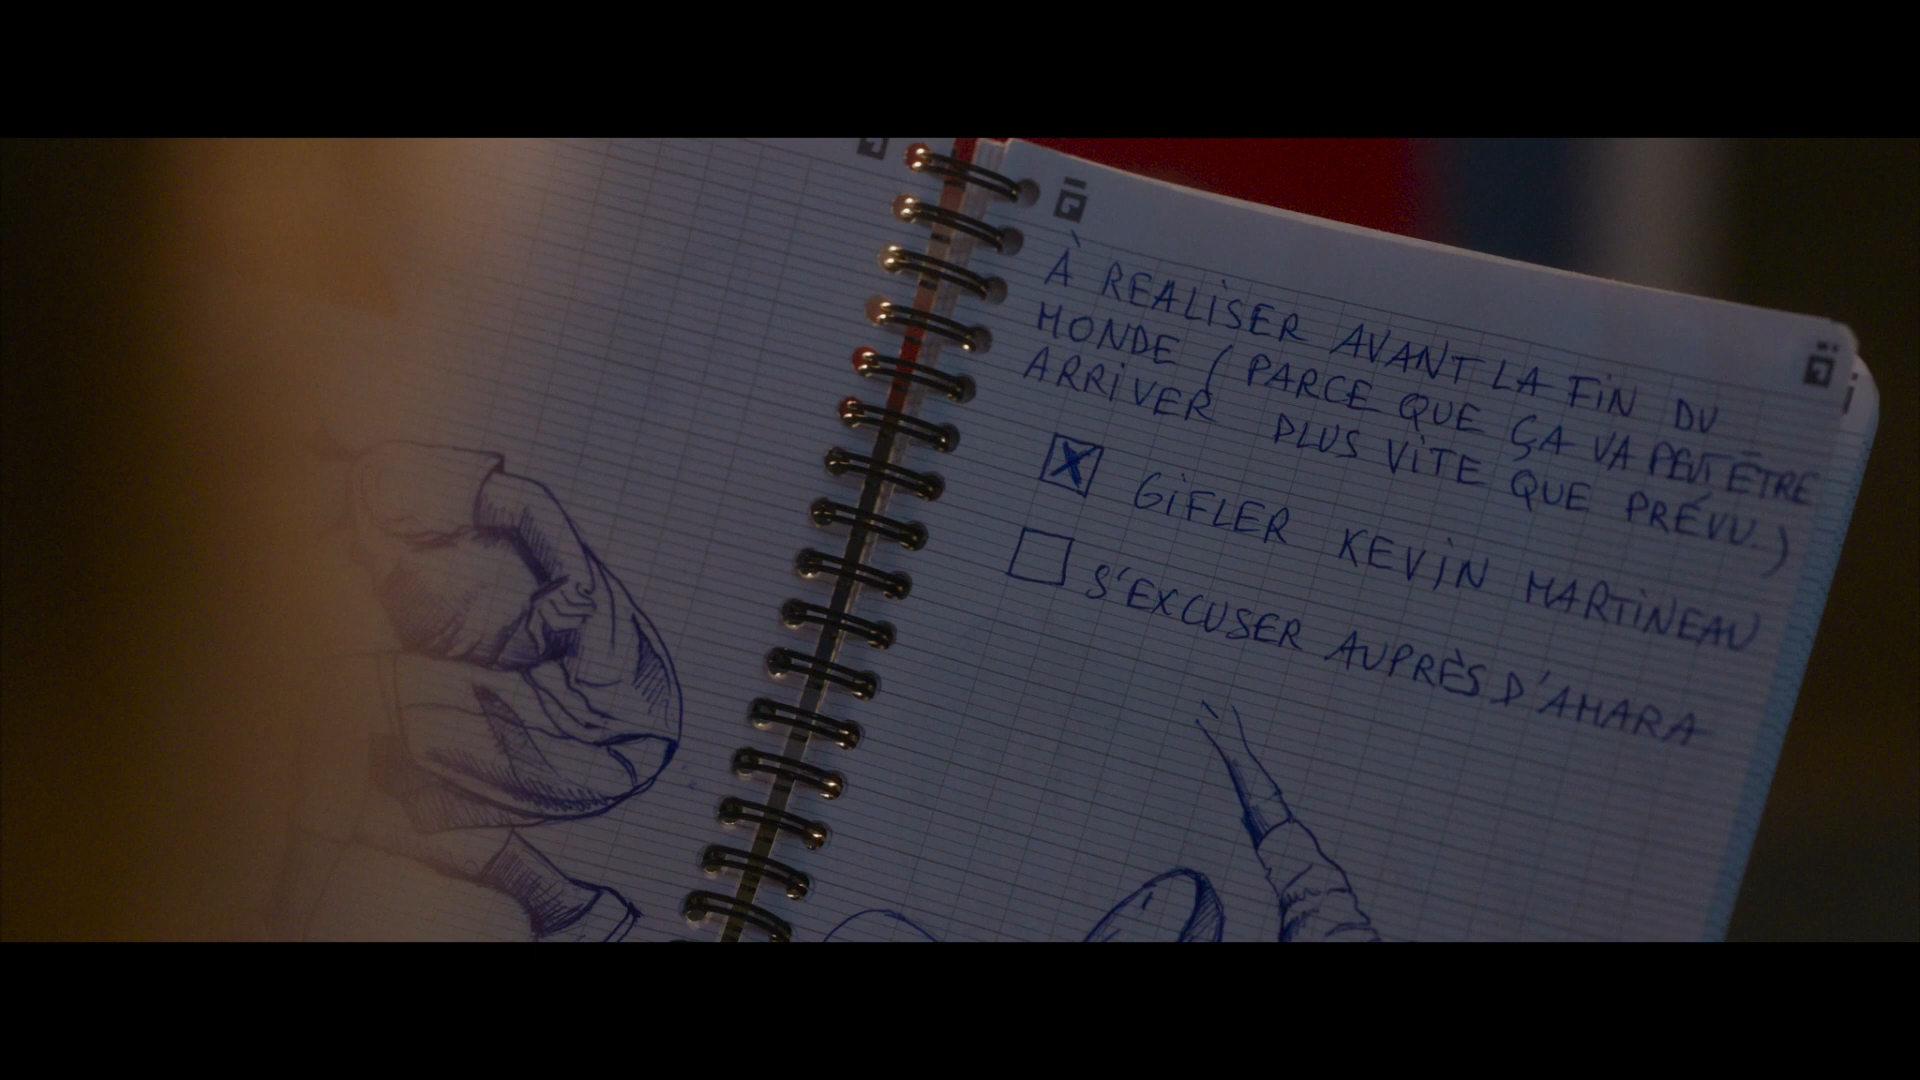 À REALISER AVANT LA FIN DU
MONDE (PARCE QUE ÇA VA PEUT ÊTRE
ARRIVER PLUS VITE QUE PRÉVU.)
GIFLER KEVIN MARTINEAU
S'EXCUSER AUPRÈS D'AMARA